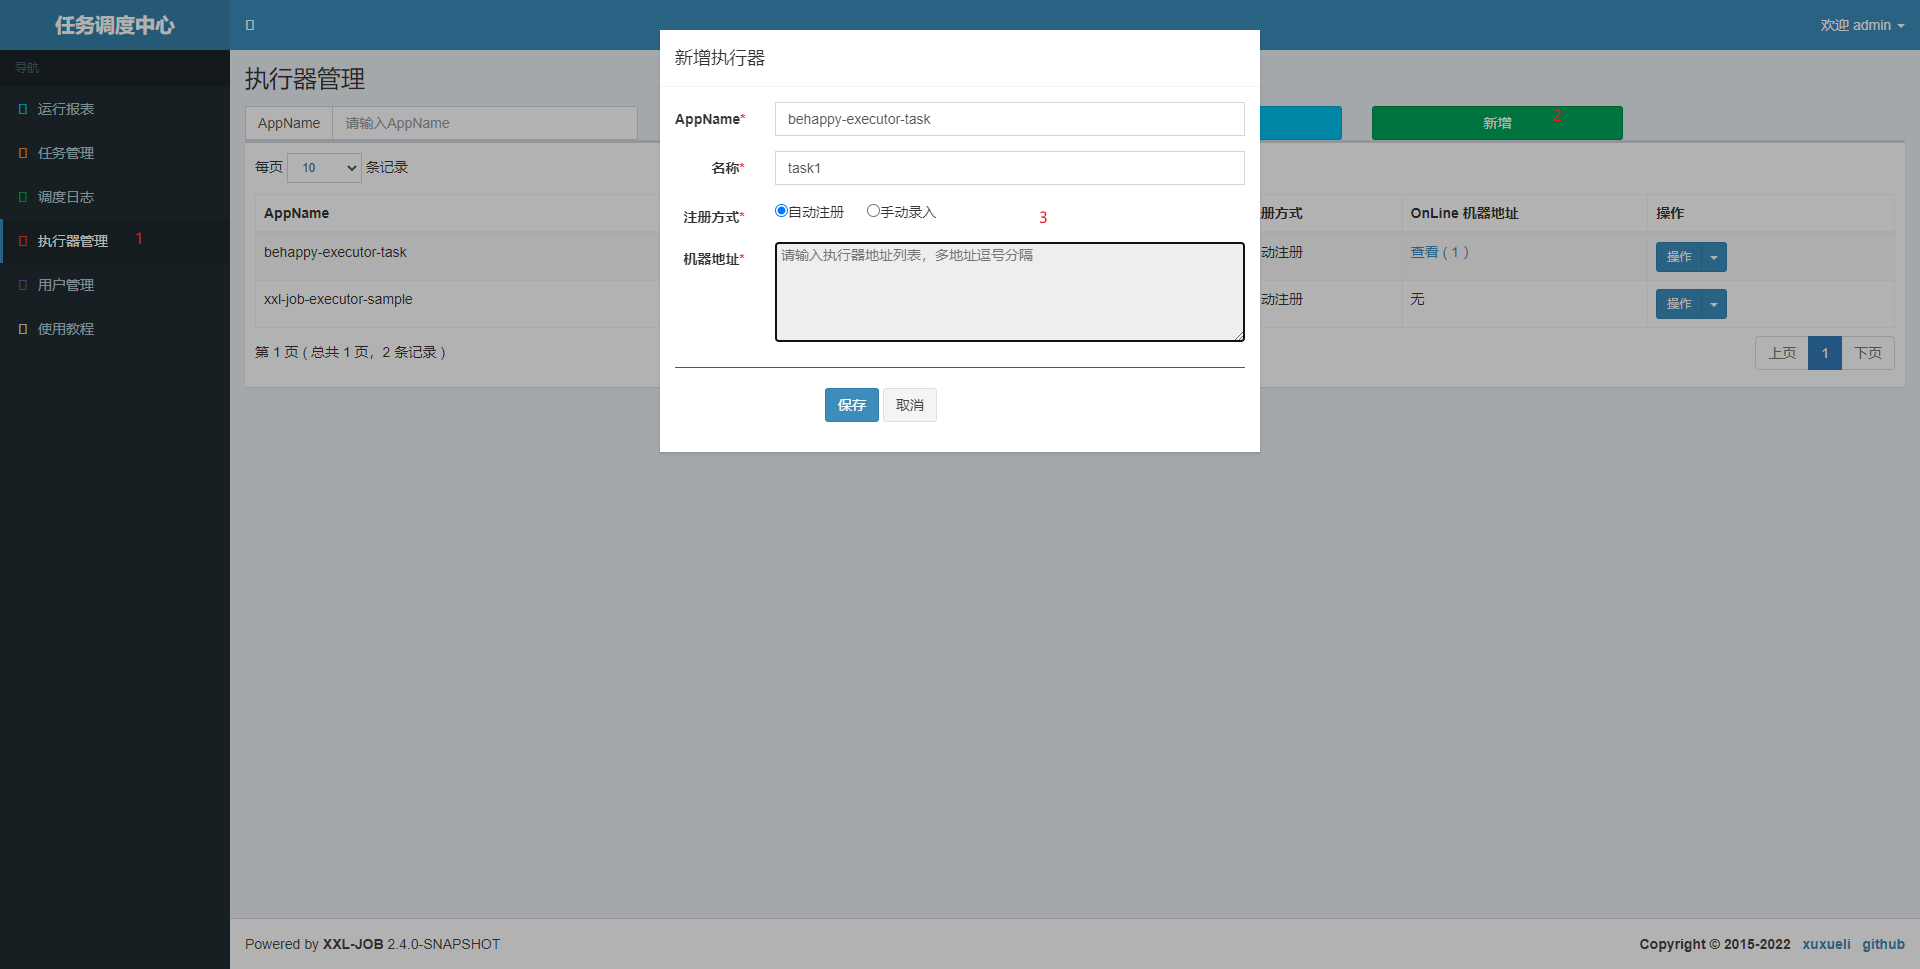 任务调度中心
欢迎 admin
导航
运行报表
任务管理
调度日志
执行器管理 1
用户管理
使用教程
执行器管理
AppName 请输入AppName
新增 2
每页 10 条记录
AppName 册方式 OnLine 机器地址 操作
behappy-executor-task 动注册 查看 ( 1 ) 操作
xxl-job-executor-sample 动注册 无 操作
第 1 页 ( 总共 1 页，2 条记录 )
上页 1 下页
新增执行器
AppName* behappy-executor-task
名称* task1
注册方式* 自动注册 手动录入 3
机器地址* 请输入执行器地址列表，多地址逗号分隔
保存 取消
Powered by XXL-JOB 2.4.0-SNAPSHOT
Copyright © 2015-2022 xuxueli github